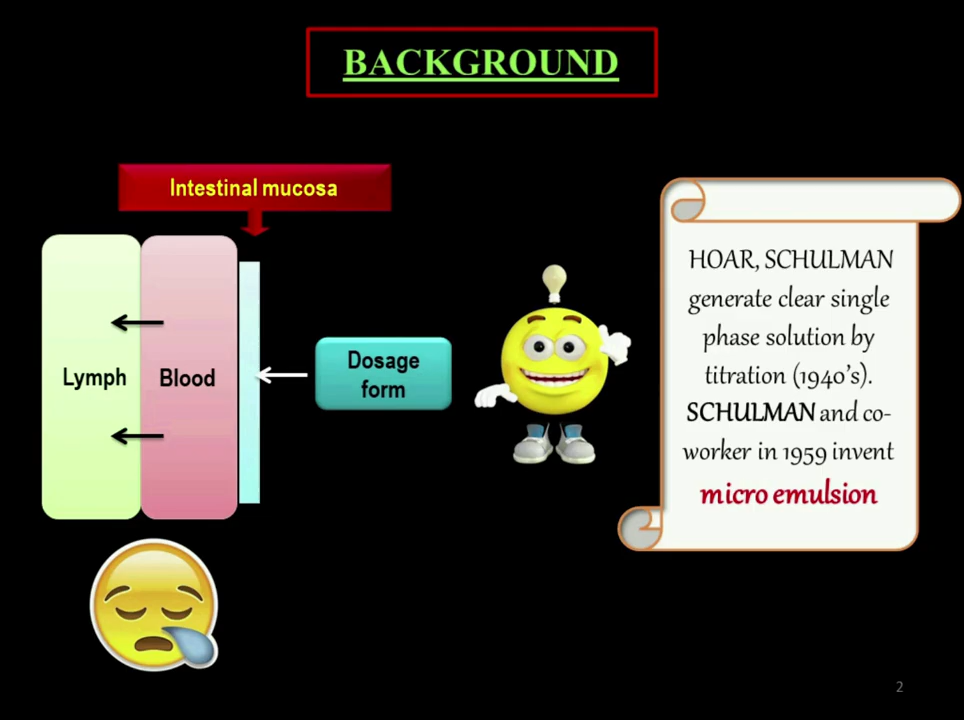 BACKGROUND
Intestinal mucosa
Lymph
Blood
Dosage
form
HOAR, SCHULMAN
generate clear single
phase solution by
titration (1940's).
SCHULMAN and co-
worker in 1959 invent
micro emulsion
2